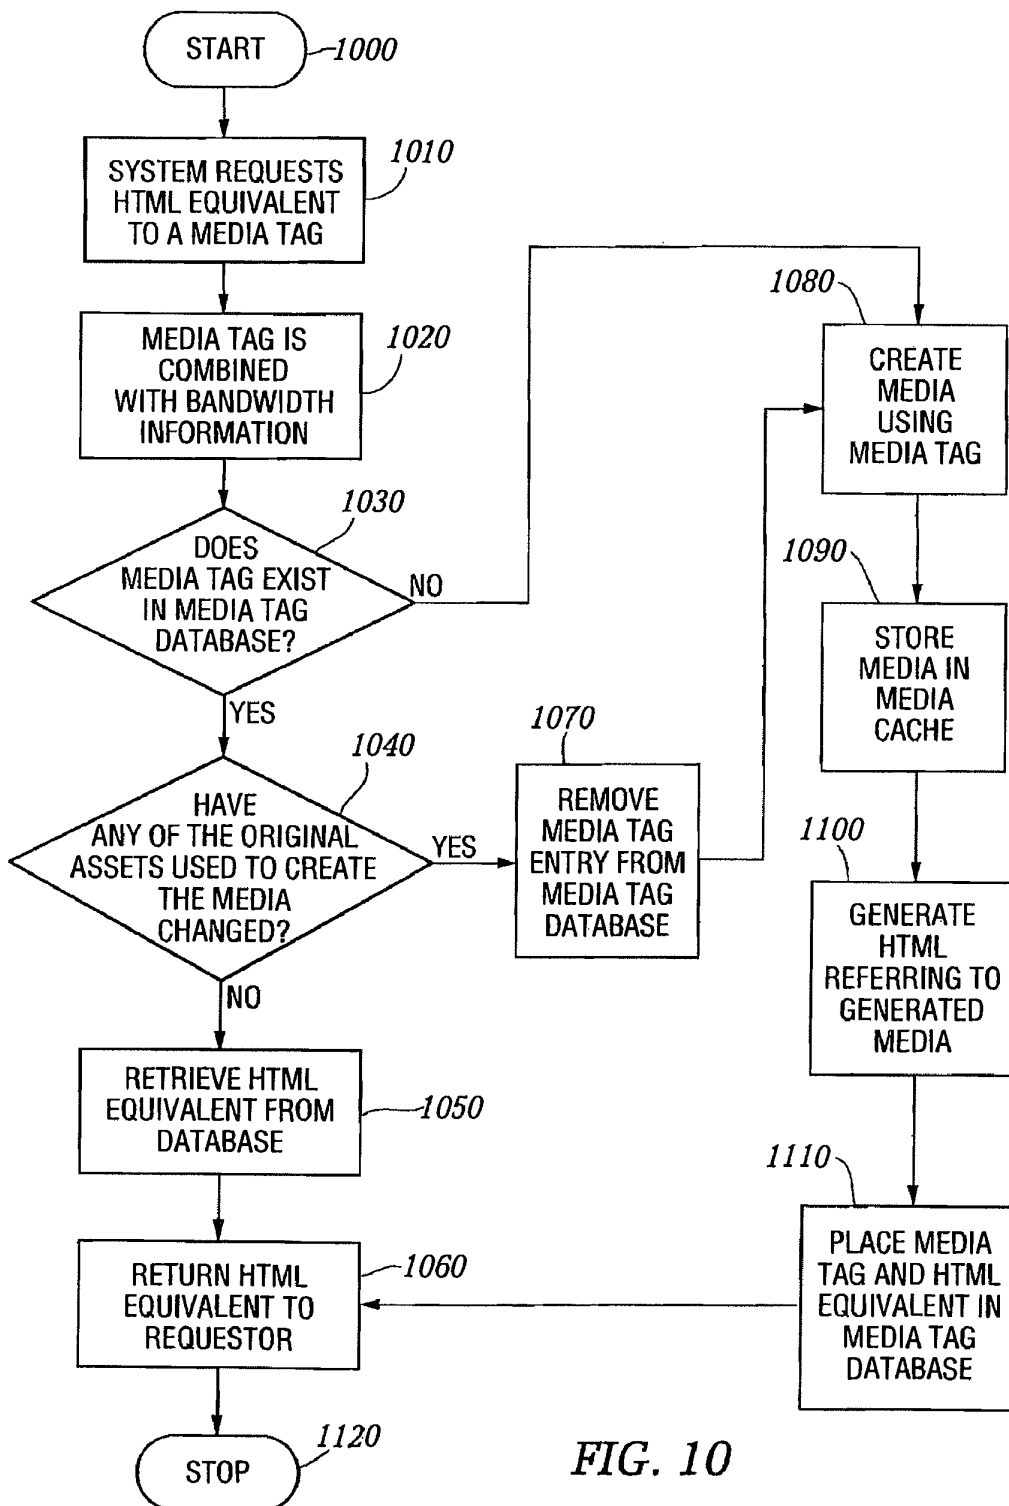 START
1000
SYSTEM REQUESTS
HTML EQUIVALENT
TO A MEDIA TAG
1010
MEDIA TAG IS
COMBINED
WITH BANDWIDTH
INFORMATION
1020
DOES
MEDIA TAG EXIST
IN MEDIA TAG
DATABASE?
1030
NO
YES
HAVE
ANY OF THE ORIGINAL
ASSETS USED TO CREATE
THE MEDIA
CHANGED?
1040
YES
NO
REMOVE
MEDIA TAG
ENTRY FROM
MEDIA TAG
DATABASE
1070
RETRIEVE HTML
EQUIVALENT FROM
DATABASE
1050
RETURN HTML
EQUIVALENT TO
REQUESTOR
1060
STOP
1120
1080
CREATE
MEDIA
USING
MEDIA TAG
1090
STORE
MEDIA IN
MEDIA
CACHE
1100
GENERATE
HTML
REFERRING TO
GENERATED
MEDIA
1110
PLACE MEDIA
TAG AND HTML
EQUIVALENT IN
MEDIA TAG
DATABASE
FIG. 10